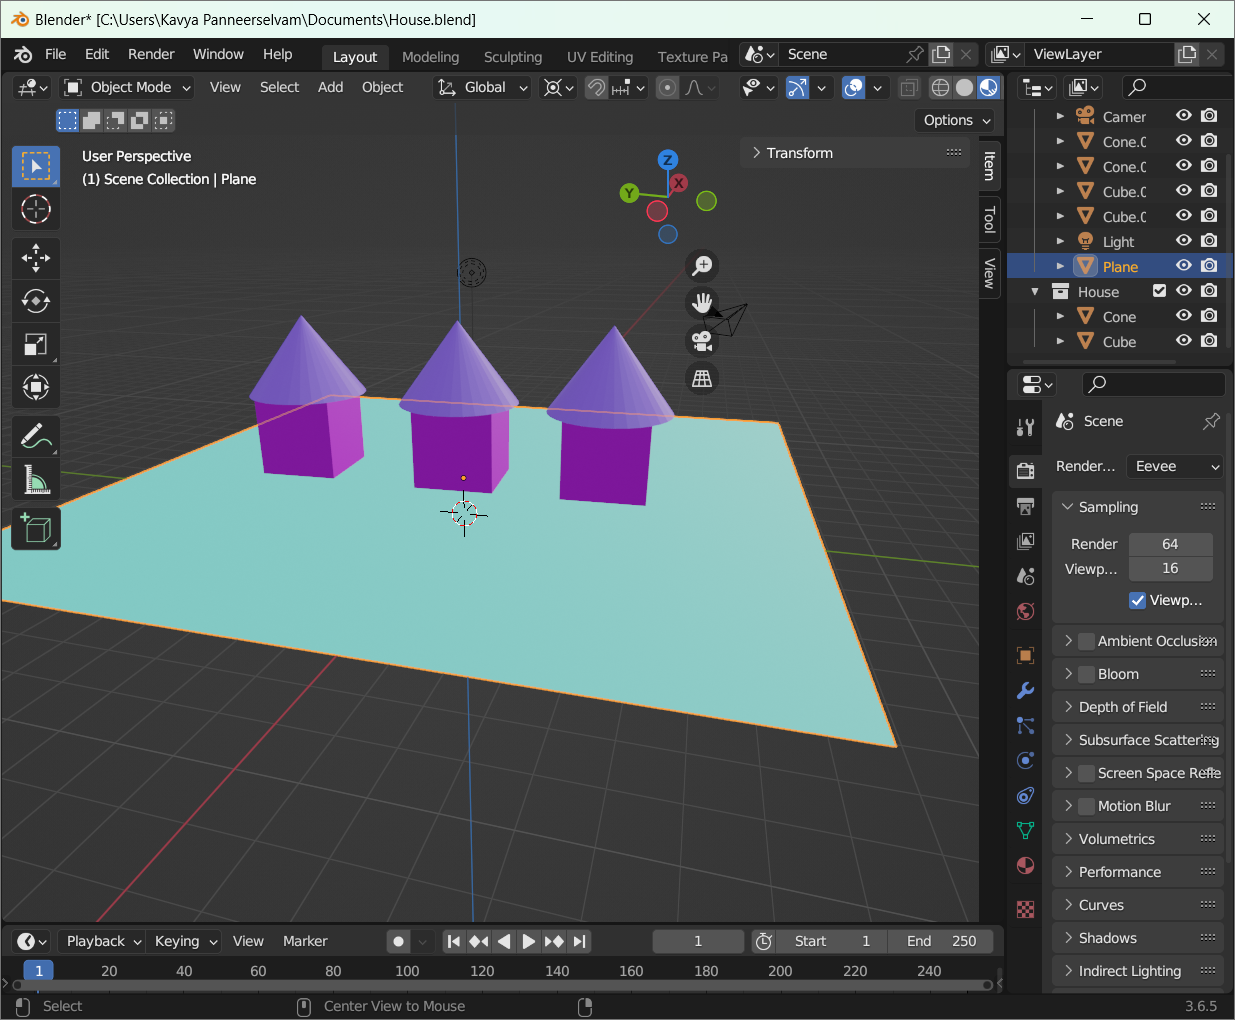 Blender* [C:\Users\Kavya Panneerselvam\Documents\House.blend]
File Edit Render Window Help Layout Modeling Sculpting UV Editing Texture Pa Scene ViewLayer
Object Mode View Select Add Object Global
Options
User Perspective
(1) Scene Collection | Plane
Transform
Z
X
Y
Item
Tool
View
Camer
Cone.0
Cone.0
Cube.0
Cube.0
Light
Plane
House
Cone
Cube
Scene
Render... Eevee
Sampling
Render 64
Viewp... 16
Viewp...
Ambient Occlusion
Bloom
Depth of Field
Subsurface Scattering
Screen Space Refle
Motion Blur
Volumetrics
Performance
Curves
Shadows
Indirect Lighting
Playback Keying View Marker 1 Start 1 End 250
1 20 40 60 80 100 120 140 160 180 200 220 240
Select Center View to Mouse 3.6.5